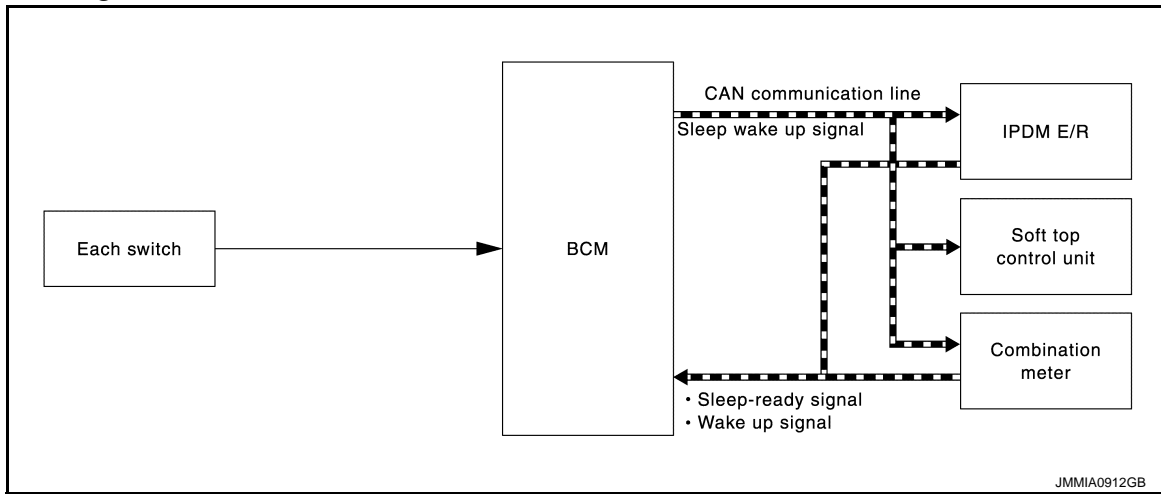 CAN communication line
Sleep wake up signal
IPDM E/R
Each switch
BCM
Soft top
control unit
Combination
meter
• Sleep-ready signal
• Wake up signal
JMMIA0912GB